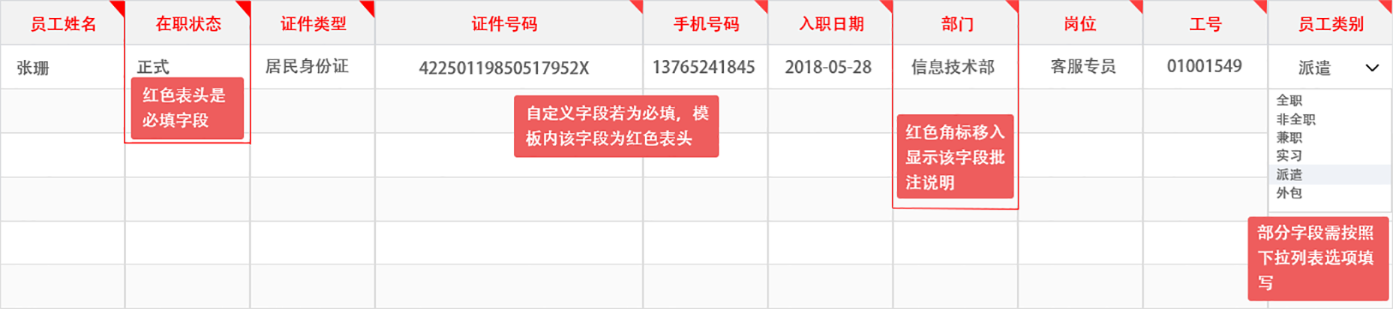 员工姓名 在职状态 证件类型 证件号码 手机号码 入职日期 部门 岗位 工号 员工类别
张珊 正式 居民身份证 42250119850517952X 13765241845 2018-05-28 信息技术部 客服专员 01001549 派遣
红色表头是
必填字段
自定义字段若为必填，模
板内该字段为红色表头
红色角标移入
显示该字段批
注说明
全职
非全职
兼职
实习
派遣
外包
部分字段需按照
下拉列表选项填
写